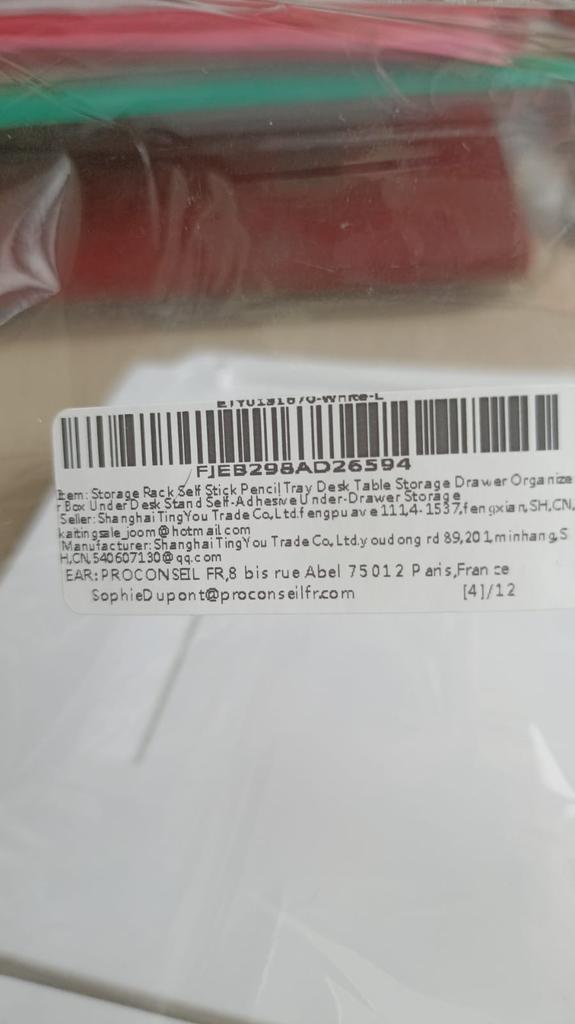 FJEB298AD26594
Item: Storage Rack Self Stick Pencil Tray Desk Table Storage Drawer Organize
r Box Under Desk Stand Self-Adhesive Under-Drawer Storage
Seller: Shanghai TingYou Trade Co,Ltd.fengpu ave 111,4-1537,fengxian,SH,CN,
kaitingsale_joom@hotmail.com
Manufacturer: Shanghai TingYou Trade Co,Ltd.youdong rd 89,201,minhang,S
H,CN,540607130@qq.com
EAR:PROCONSEIL FR,8 bis rue Abel 75012 Paris,France
SophieDupont@proconseilfr.com [4]/12